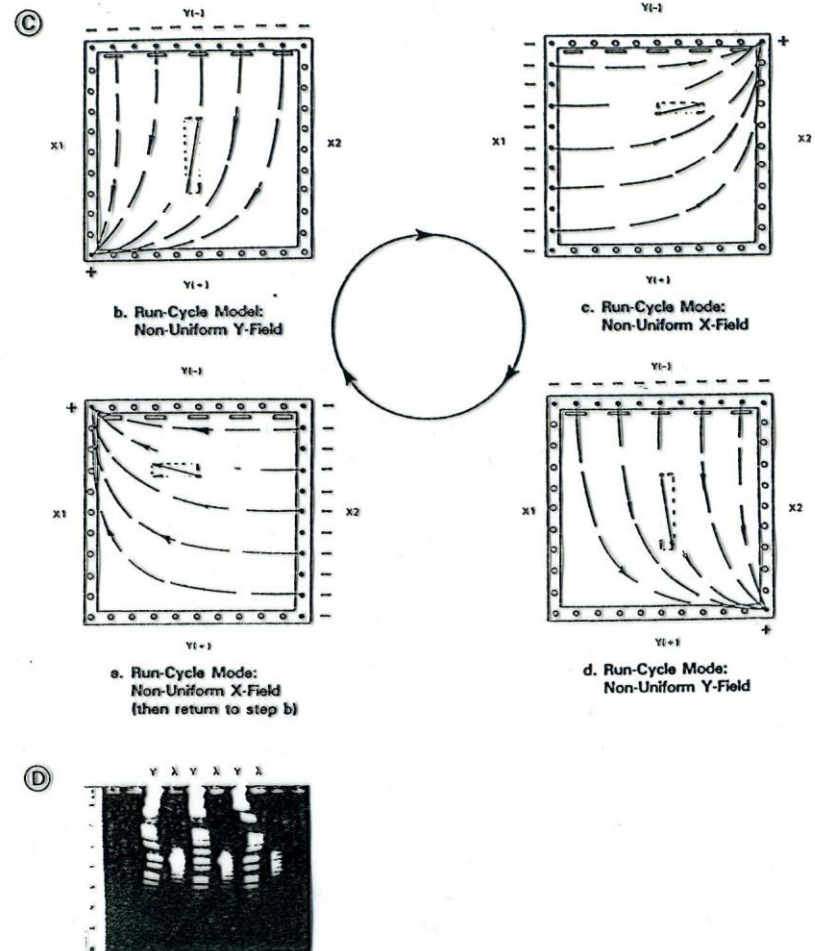 C
Y(-)
X1
X2
+
Y(+)
b. Run-Cycle Model:
Non-Uniform Y-Field
Y(-)
+
X1
X2
Y(+)
c. Run-Cycle Mode:
Non-Uniform X-Field
Y(-)
+
X1
X2
Y(+)
e. Run-Cycle Mode:
Non-Uniform X-Field
(then return to step b)
Y(-)
X1
X2
Y(+)
+
d. Run-Cycle Mode:
Non-Uniform Y-Field
D
Y λ Y λ Y λ